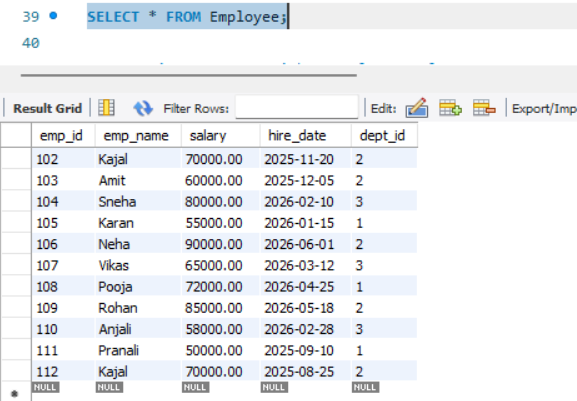 39 SELECT * FROM Employee;
40
Result Grid Filter Rows: Edit: Export/Imp
emp_id emp_name salary hire_date dept_id
102 Kajal 70000.00 2025-11-20 2
103 Amit 60000.00 2025-12-05 2
104 Sneha 80000.00 2026-02-10 3
105 Karan 55000.00 2026-01-15 1
106 Neha 90000.00 2026-06-01 2
107 Vikas 65000.00 2026-03-12 3
108 Pooja 72000.00 2026-04-25 1
109 Rohan 85000.00 2026-05-18 2
110 Anjali 58000.00 2026-02-28 3
111 Pranali 50000.00 2025-09-10 1
112 Kajal 70000.00 2025-08-25 2
NULL NULL NULL NULL NULL